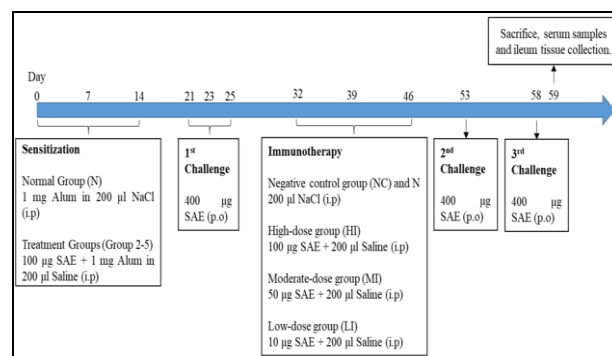 Sacrifice, serum samples
and ileum tissue collection.
Day
0 7 14 21 23 25 32 39 46 53 58 59
Sensitization
Normal Group (N)
1 mg Alum in 200 µl NaCl
(i.p)
Treatment Groups (Group 2-5)
100 µg SAE + 1 mg Alum in
200 µl Saline (i.p)
1st
Challenge
400 µg
SAE (p.o)
Immunotherapy
Negative control group (NC) and N
200 µl NaCl (i.p)
High-dose group (HI)
100 µg SAE + 200 µl Saline (i.p)
Moderate-dose group (MI)
50 µg SAE + 200 µl Saline (i.p)
Low-dose group (LI)
10 µg SAE + 200 µl Saline (i.p)
2nd
Challenge
400 µg
SAE (p.o)
3rd
Challenge
400 µg
SAE (p.o)